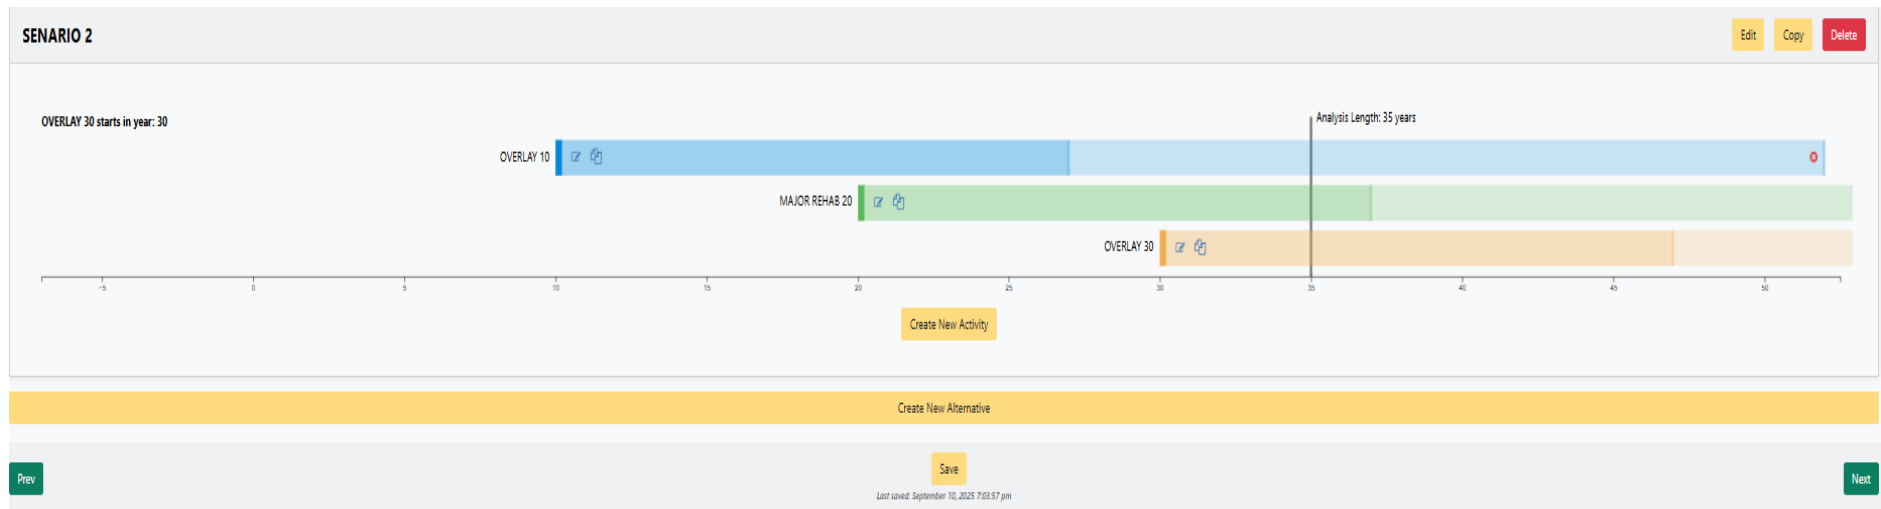 SENARIO 2
Edit Copy Delete
OVERLAY 30 starts in year: 30
Analysis Length: 35 years
OVERLAY 10
MAJOR REHAB 20
OVERLAY 30
-5 0 5 10 15 20 25 30 35 40 45 50
Create New Activity
Create New Alternative
Prev
Save
Next
Last saved: September 10, 2025 7:03:57 pm